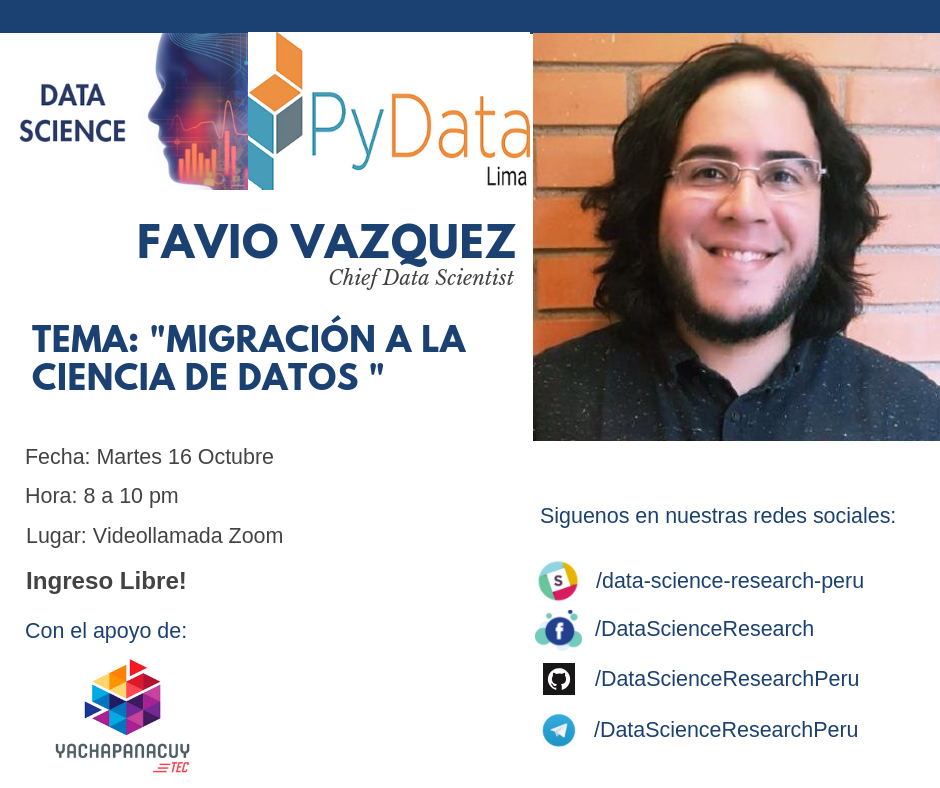 DATA
SCIENCE
PyData
Lima
FAVIO VAZQUEZ
Chief Data Scientist
TEMA: "MIGRACIÓN A LA
CIENCIA DE DATOS "
Fecha: Martes 16 Octubre
Hora: 8 a 10 pm
Lugar: Videollamada Zoom
Ingreso Libre!
Con el apoyo de:
YACHAPANACUY
TEC
Siguenos en nuestras redes sociales:
S
/data-science-research-peru
f
/DataScienceResearch
/DataScienceResearchPeru
/DataScienceResearchPeru